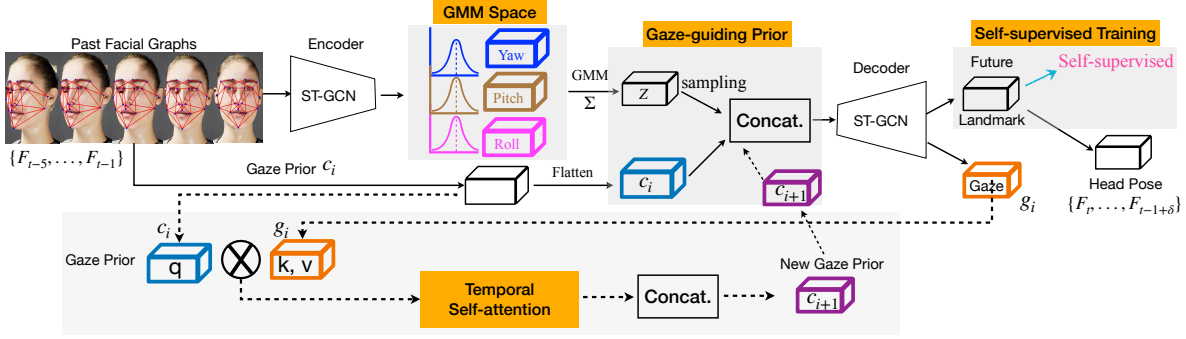 GMM Space
Past Facial Graphs
Encoder
ST-GCN
Yaw
Pitch
Roll
GMM
Σ
Gaze-guiding Prior
z
sampling
Concat.
c_i
c_{i+1}
Decoder
ST-GCN
Self-supervised Training
Future
Landmark
Self-supervised
Gaze
g_i
Head Pose
{F_t, . . . , F_{t−1+δ}}
{F_{t−5}, . . . , F_{t−1}}
Gaze Prior c_i
Flatten
c_i
g_i
Gaze Prior
q
k, v
Temporal
Self-attention
Concat.
New Gaze Prior
c_{i+1}